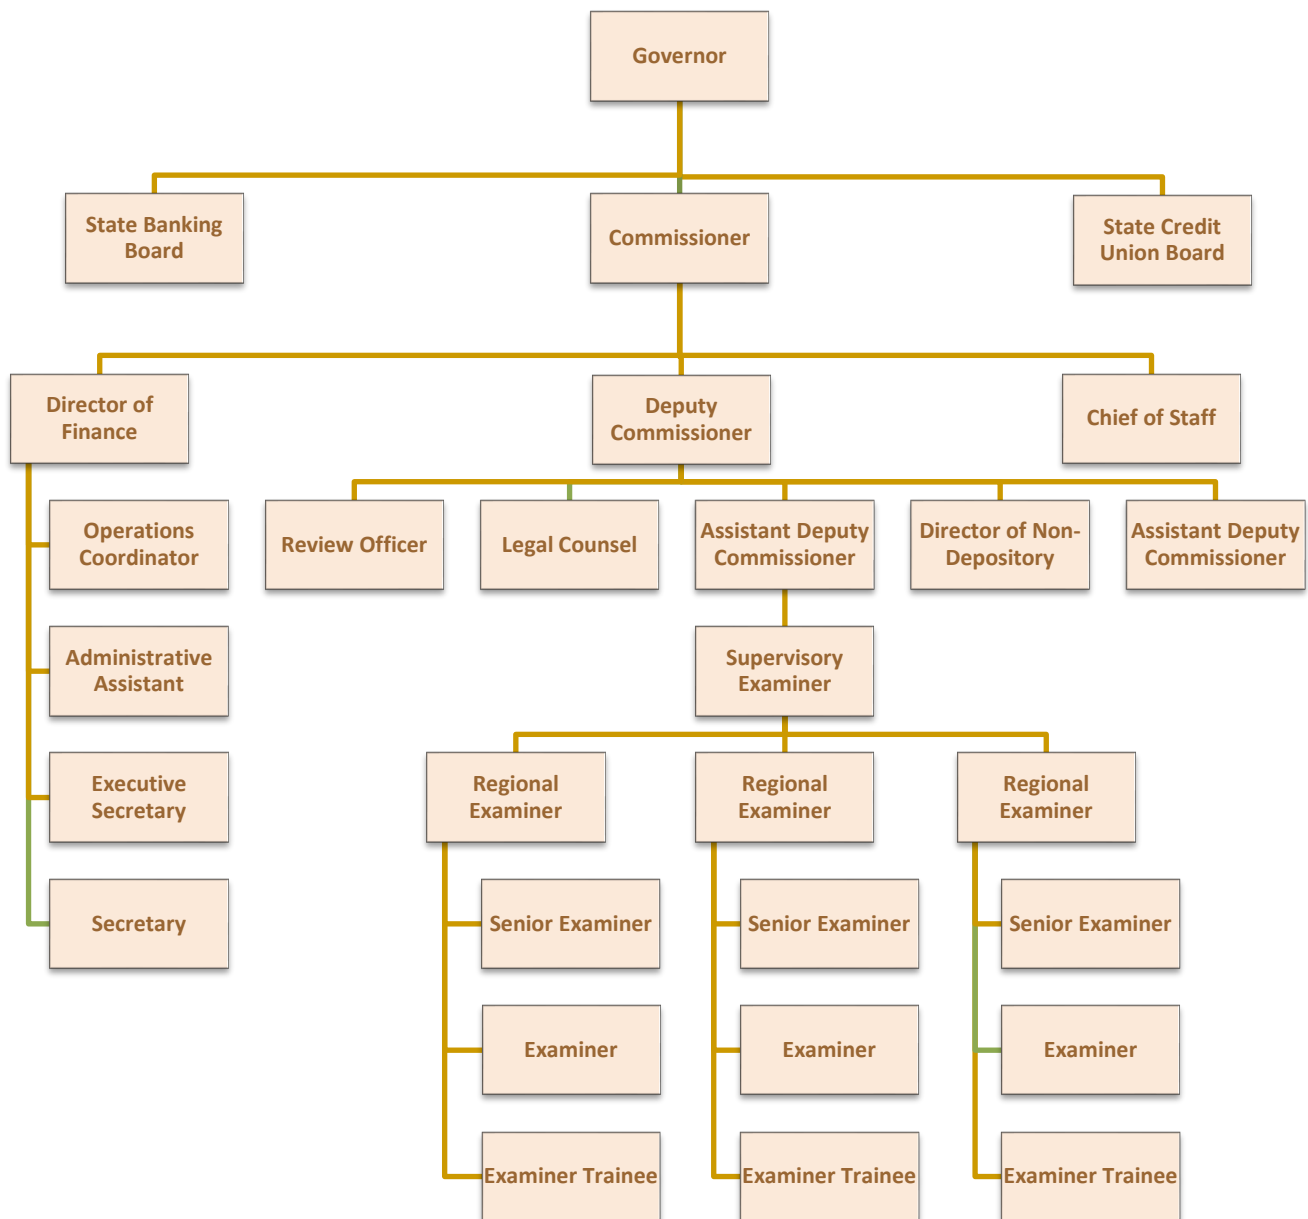 Governor
State Banking
Board
Commissioner
State Credit
Union Board
Director of
Finance
Deputy
Commissioner
Chief of Staff
Operations
Coordinator
Review Officer
Legal Counsel
Assistant Deputy
Commissioner
Director of Non-
Depository
Assistant Deputy
Commissioner
Administrative
Assistant
Supervisory
Examiner
Executive
Secretary
Regional
Examiner
Regional
Examiner
Regional
Examiner
Secretary
Senior Examiner
Senior Examiner
Senior Examiner
Examiner
Examiner
Examiner
Examiner Trainee
Examiner Trainee
Examiner Trainee